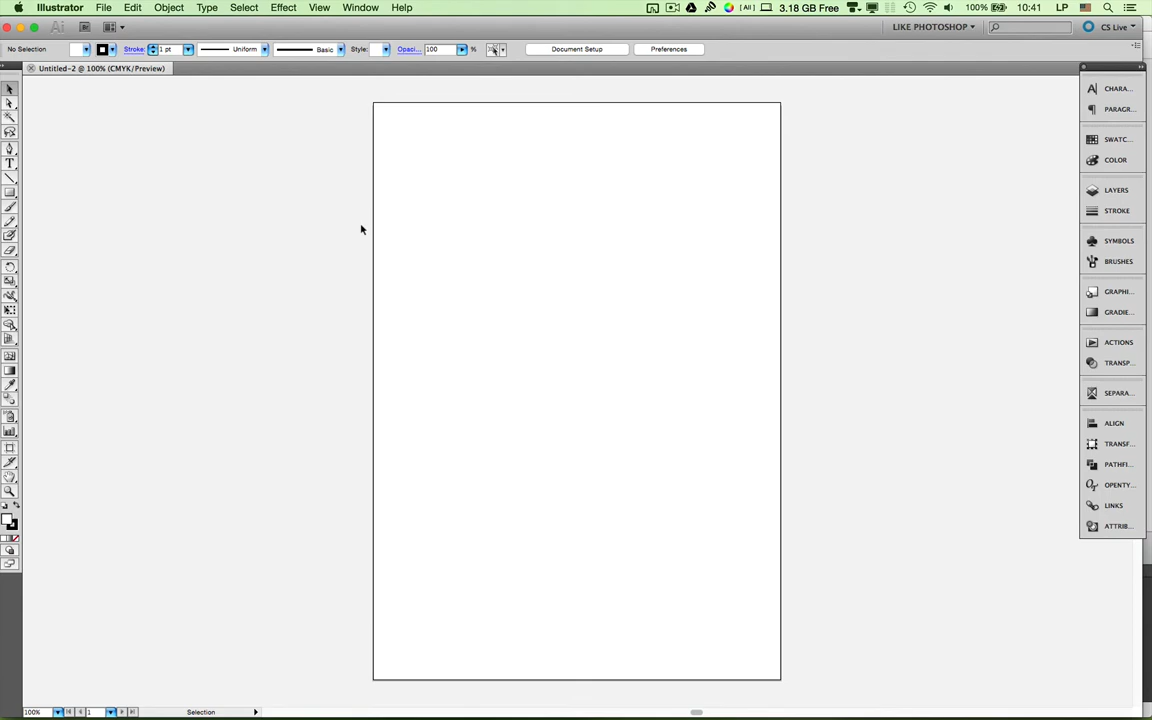 Illustrator File Edit Object Type Select Effect View Window Help [All] 3.18 GB Free 100% 10:41 LP
Ai LIKE PHOTOSHOP CS Live
No Selection Stroke: 1 pt Uniform Basic Style: Opaci... 100 % Document Setup Preferences
Untitled-2 @ 100% (CMYK/Preview)
A CHARA...
PARAGR...
SWATC...
COLOR
LAYERS
STROKE
SYMBOLS
BRUSHES
GRAPHI...
GRADIE...
ACTIONS
TRANSP...
SEPARA...
ALIGN
TRANSF...
PATHFI...
OPENTY...
LINKS
ATTRIB...
100% 1 Selection